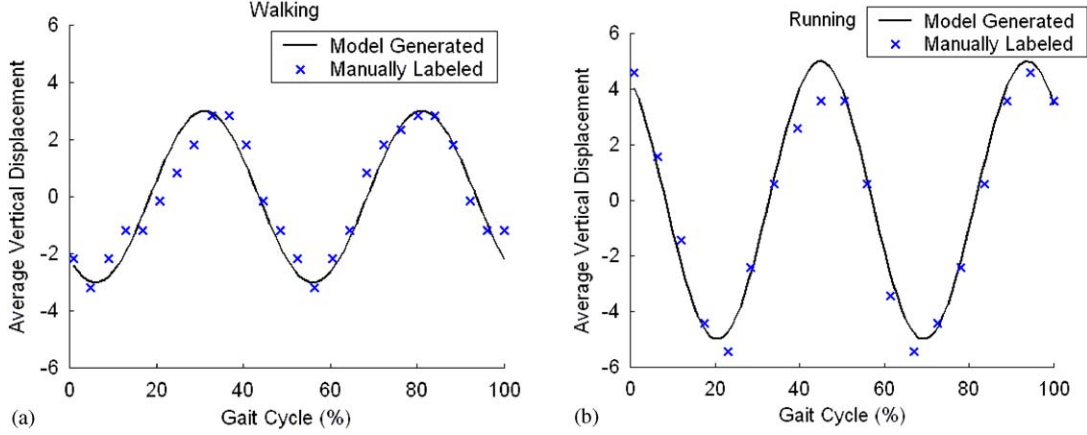 Walking
Model Generated
Manually Labeled
Average Vertical Displacement
6
4
2
0
-2
-4
-6
0 20 40 60 80 100
Gait Cycle (%)
(a)
Running
Model Generated
Manually Labeled
Average Vertical Displacement
6
4
2
0
-2
-4
-6
0 20 40 60 80 100
Gait Cycle (%)
(b)